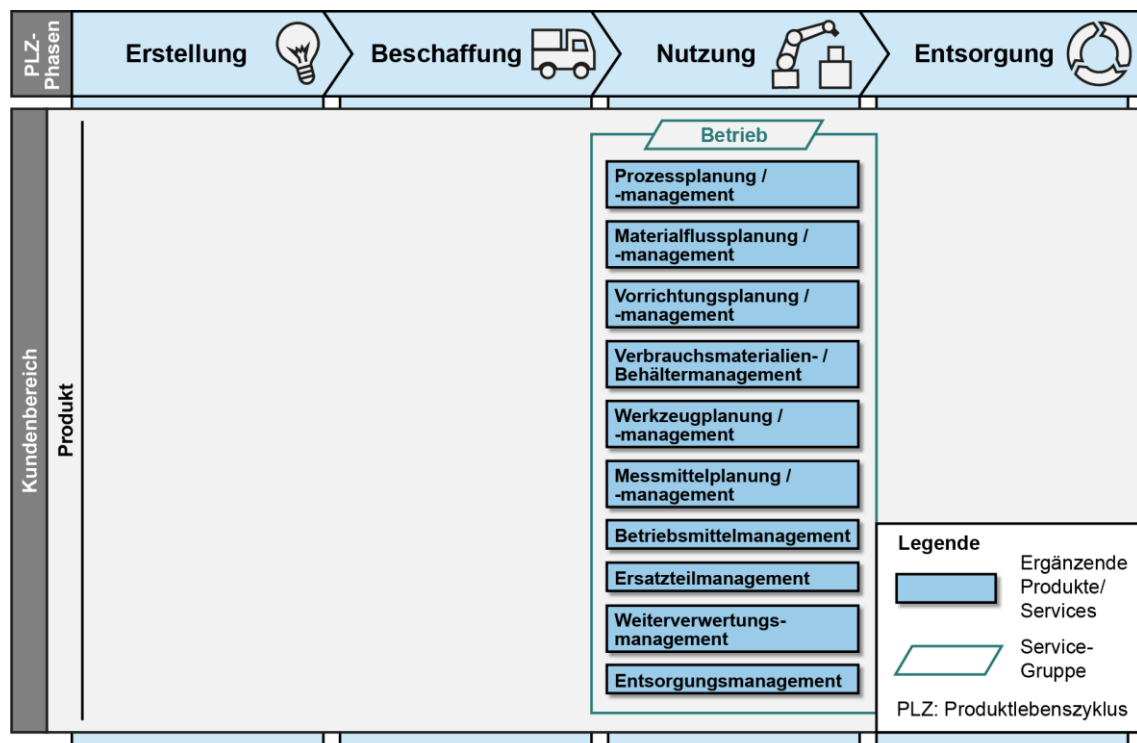 PLZ-
Phasen
Erstellung
Beschaffung
Nutzung
Entsorgung
Kundenbereich
Produkt
Betrieb
Prozessplanung /
-management
Materialflussplanung /
-management
Vorrichtungsplanung /
-management
Verbrauchsmaterialien- /
Behältermanagement
Werkzeugplanung /
-management
Messmittelplanung /
-management
Betriebsmittelmanagement
Ersatzteilmanagement
Weiterverwertungs-
management
Entsorgungsmanagement
Legende
Ergänzende
Produkte/
Services
Service-
Gruppe
PLZ: Produktlebenszyklus